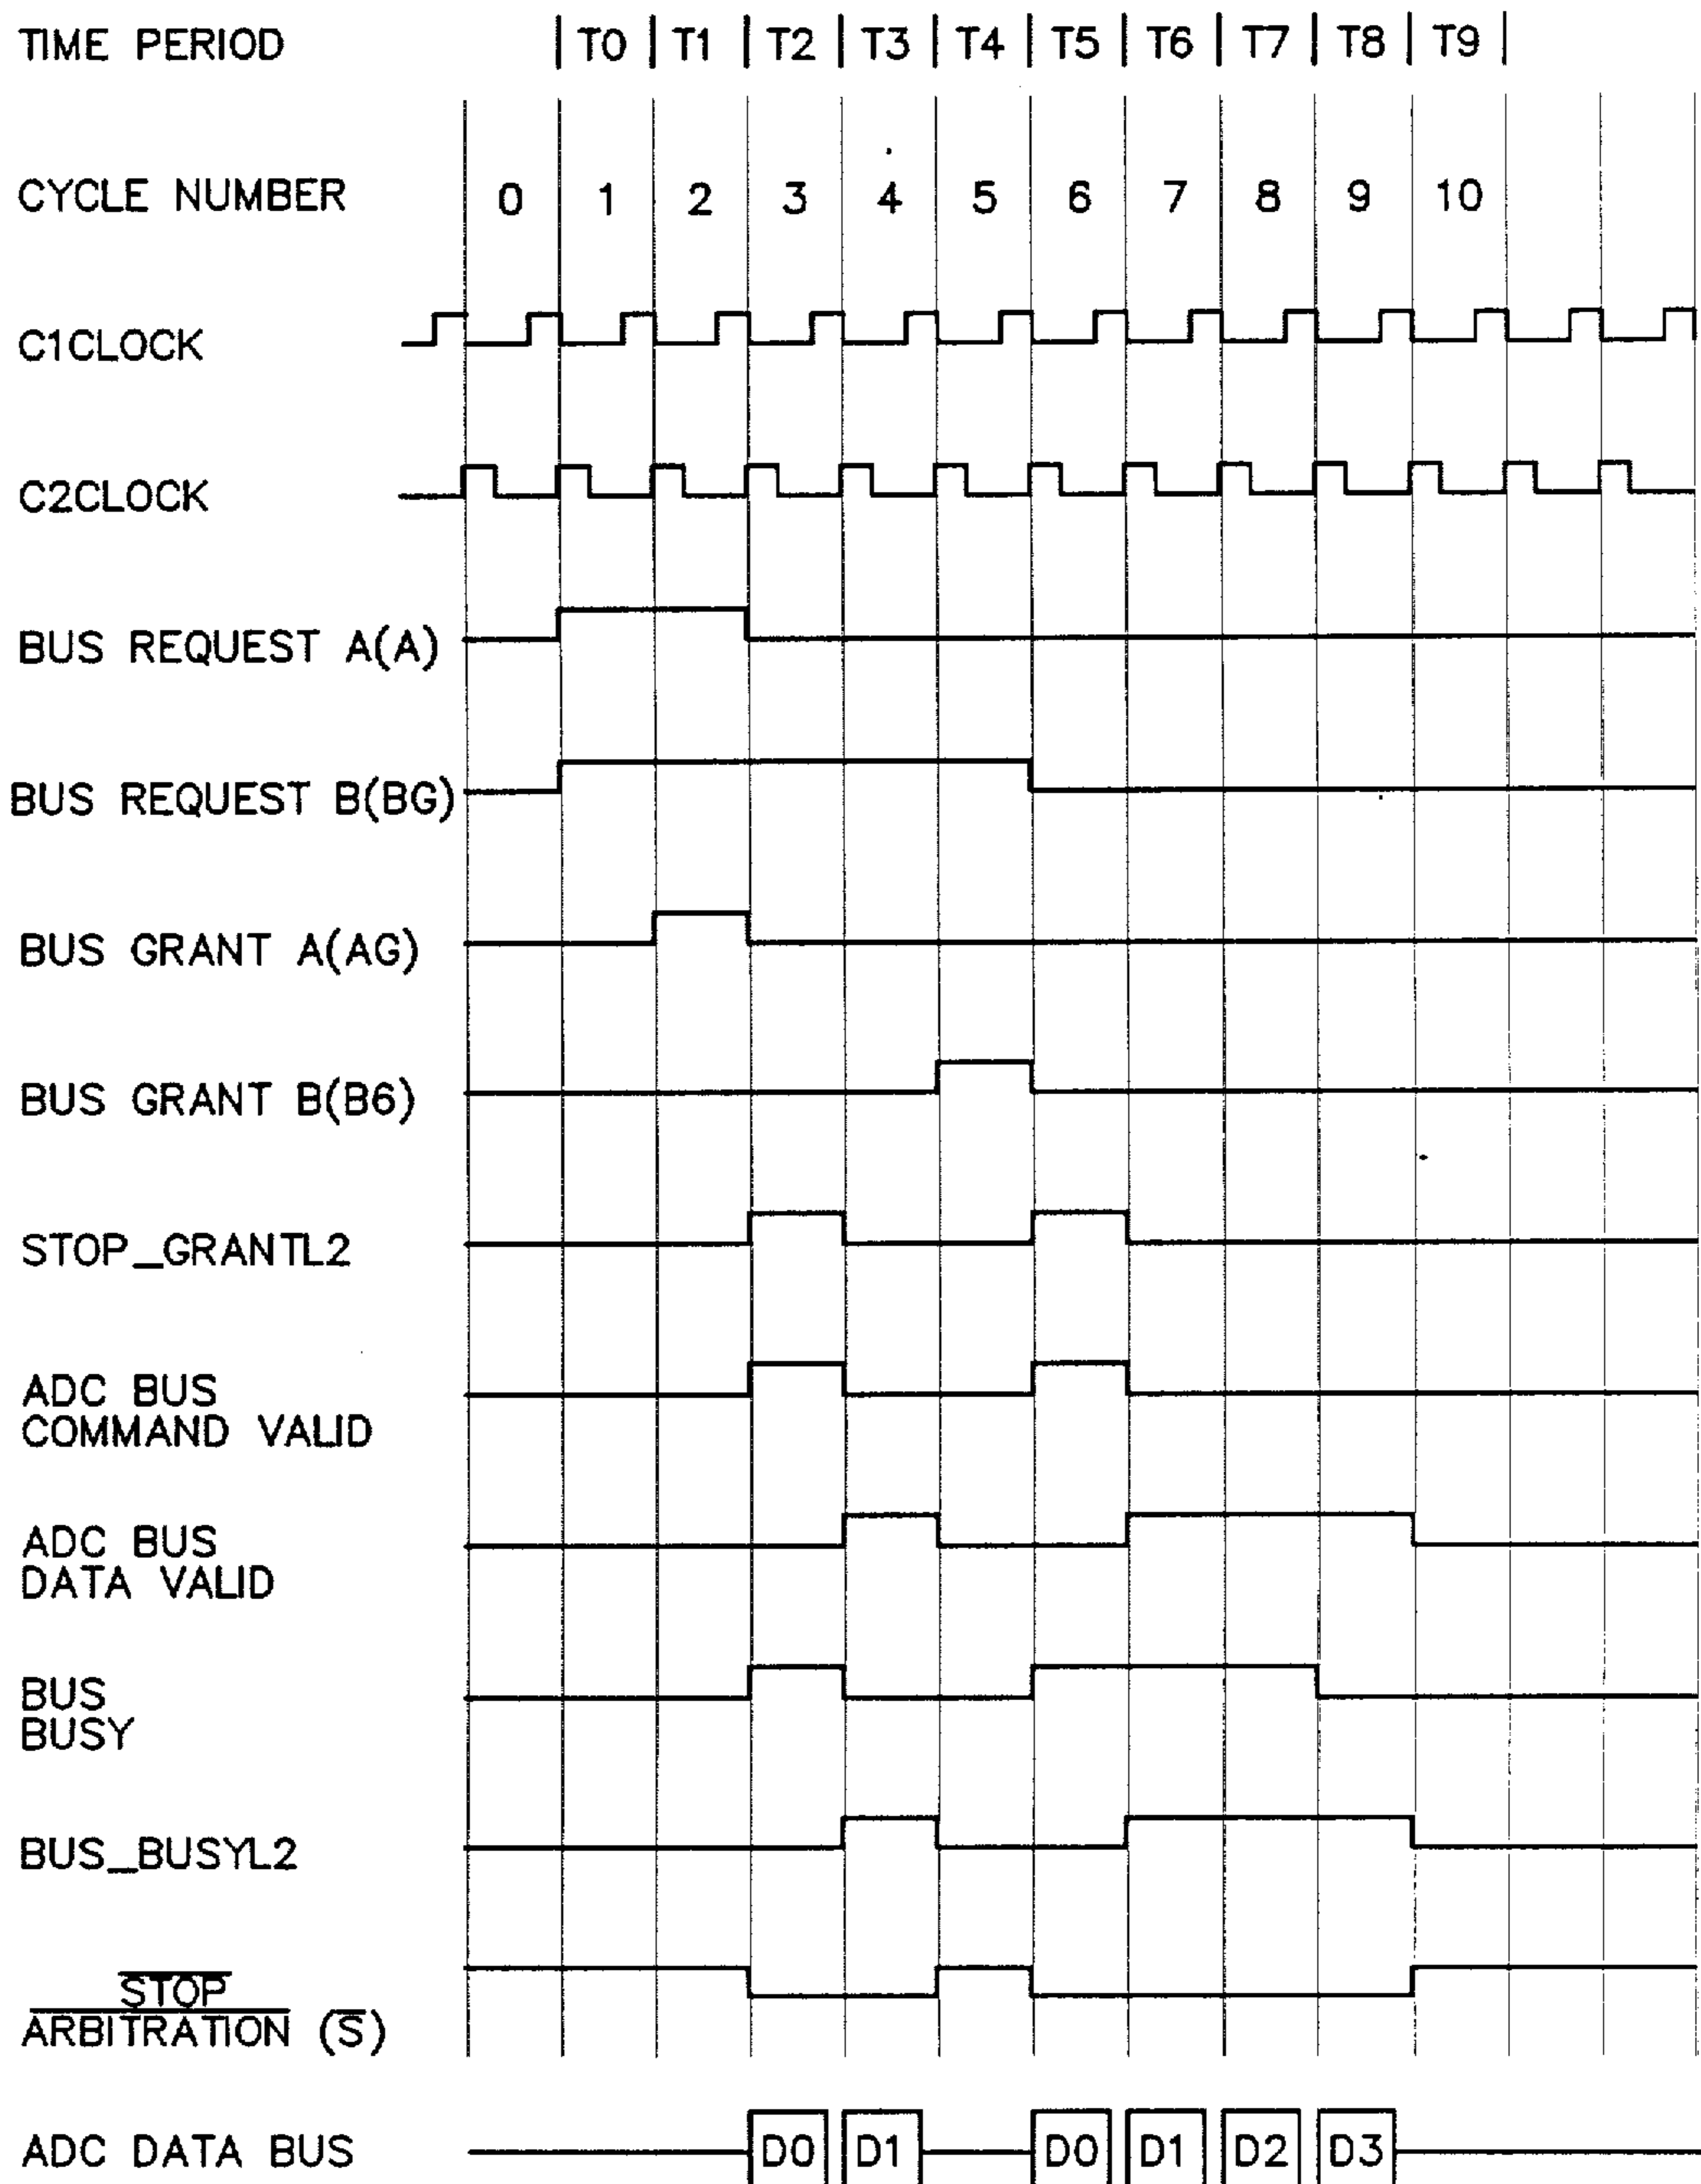 TIME PERIOD | T0 | T1 | T2 | T3 | T4 | T5 | T6 | T7 | T8 | T9 |
CYCLE NUMBER 0 1 2 3 4 5 6 7 8 9 10
C1CLOCK
C2CLOCK
BUS REQUEST A(A)
BUS REQUEST B(BG)
BUS GRANT A(AG)
BUS GRANT B(B6)
STOP_GRANTL2
ADC BUS
COMMAND VALID
ADC BUS
DATA VALID
BUS
BUSY
BUS_BUSYL2
STOP
ARBITRATION (S̅)
ADC DATA BUS D0 D1 D0 D1 D2 D3